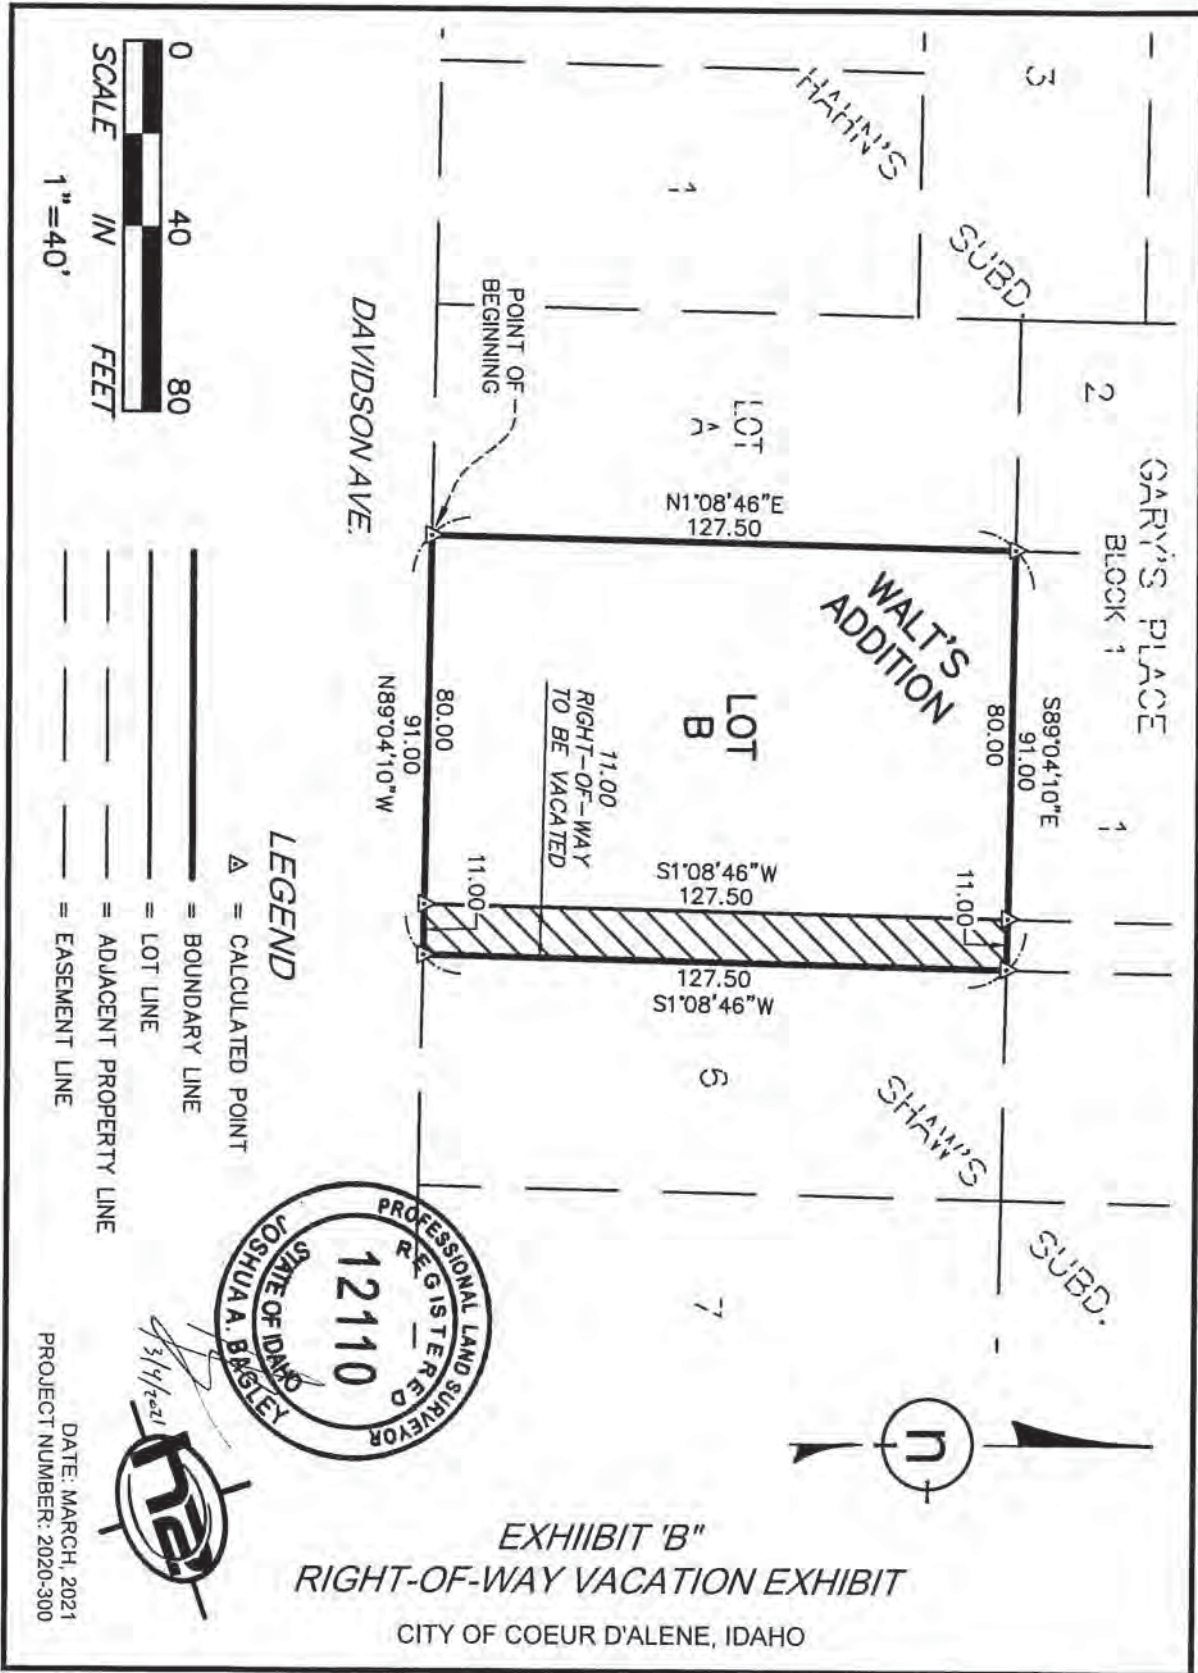 3
HAHN'S
SUBD.
1
2
GARY'S PLACE
BLOCK 1
1
LOT
A
POINT OF
BEGINNING
DAVIDSON AVE.
N1°08'46"E
127.50
S89°04'10"E
91.00
80.00
WALT'S
ADDITION
LOT
B
11.00
RIGHT-OF-WAY
TO BE VACATED
80.00
91.00
N89°04'10"W
S1°08'46"W
127.50
11.00
11.00
127.50
S1°08'46"W
6
SHAW'S
SUBD.
7
0 40 80
SCALE IN FEET
1"=40'
LEGEND
= CALCULATED POINT
= BOUNDARY LINE
= LOT LINE
= ADJACENT PROPERTY LINE
= EASEMENT LINE
PROFESSIONAL LAND SURVEYOR
REGISTERED
12110
STATE OF IDAHO
JOSHUA A. BAGLEY
3/4/2021
n
EXHIIBIT 'B"
RIGHT-OF-WAY VACATION EXHIBIT
CITY OF COEUR D'ALENE, IDAHO
DATE: MARCH, 2021
PROJECT NUMBER: 2020-300